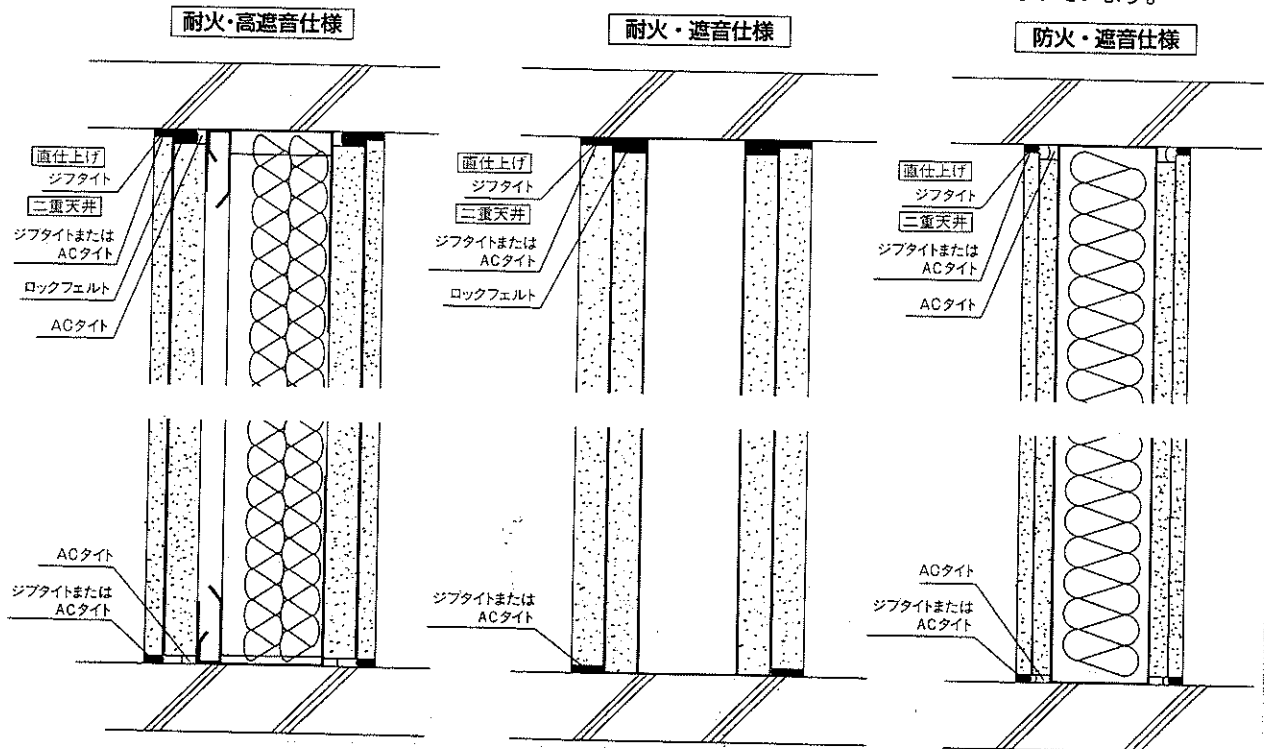 耐火・高遮音仕様
直仕上げ
ジプタイト
二重天井
ジプタイトまたは
ACタイト
ロックフェルト
ACタイト
ACタイト
ジプタイトまたは
ACタイト
耐火・遮音仕様
直仕上げ
ジプタイト
二重天井
ジプタイトまたは
ACタイト
ロックフェルト
ジプタイトまたは
ACタイト
防火・遮音仕様
直仕上げ
ジプタイト
二重天井
ジプタイトまたは
ACタイト
ACタイト
ACタイト
ジプタイトまたは
ACタイト